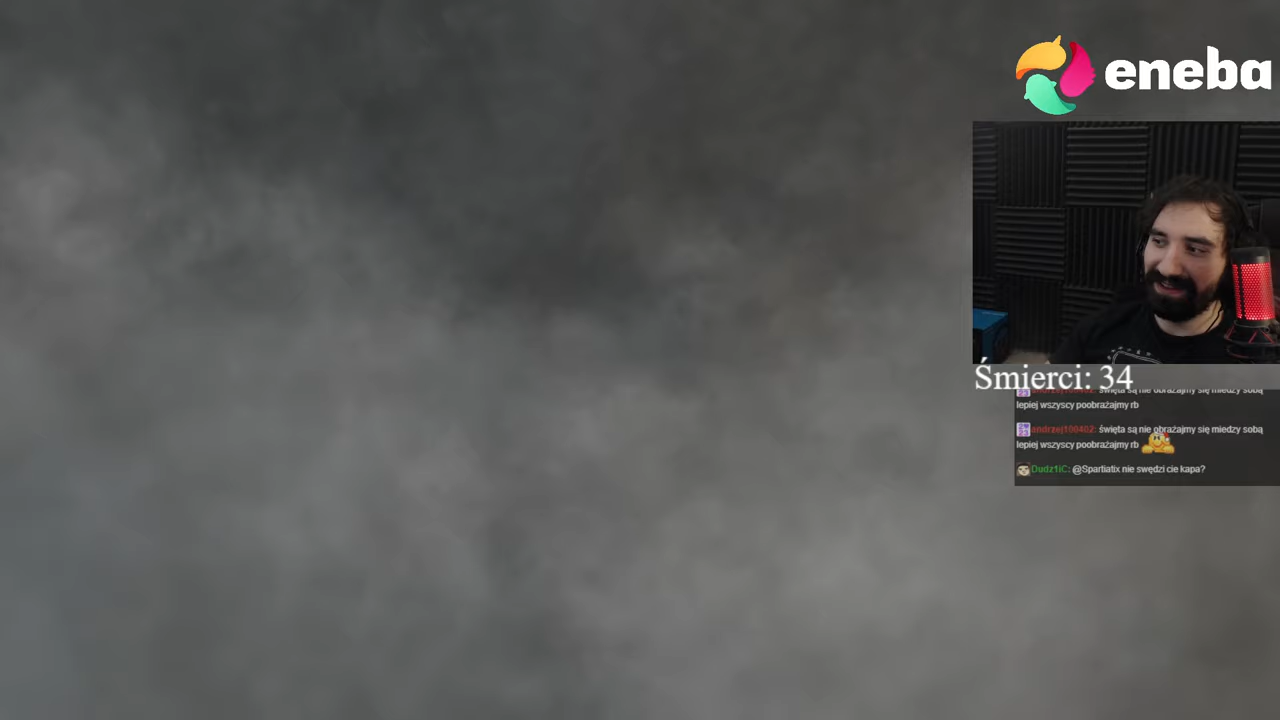 eneba
Śmierci: 34
andrzej100402: święta są nie obrażajmy się miedzy sobą
lepiej wszyscy poobrażajmy rb
andrzej100402: święta są nie obrażajmy się miedzy sobą
lepiej wszyscy poobrażajmy rb
Dudz1iC: @Spartiatix nie swędzi cie kapa?